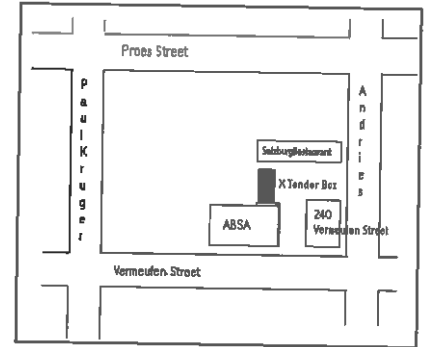 Proes Street
Paul Kruger
Andries
Salzburg Restaurant
X Tender Box
ABSA
240
Vermeulen Street
Vermeulen Street